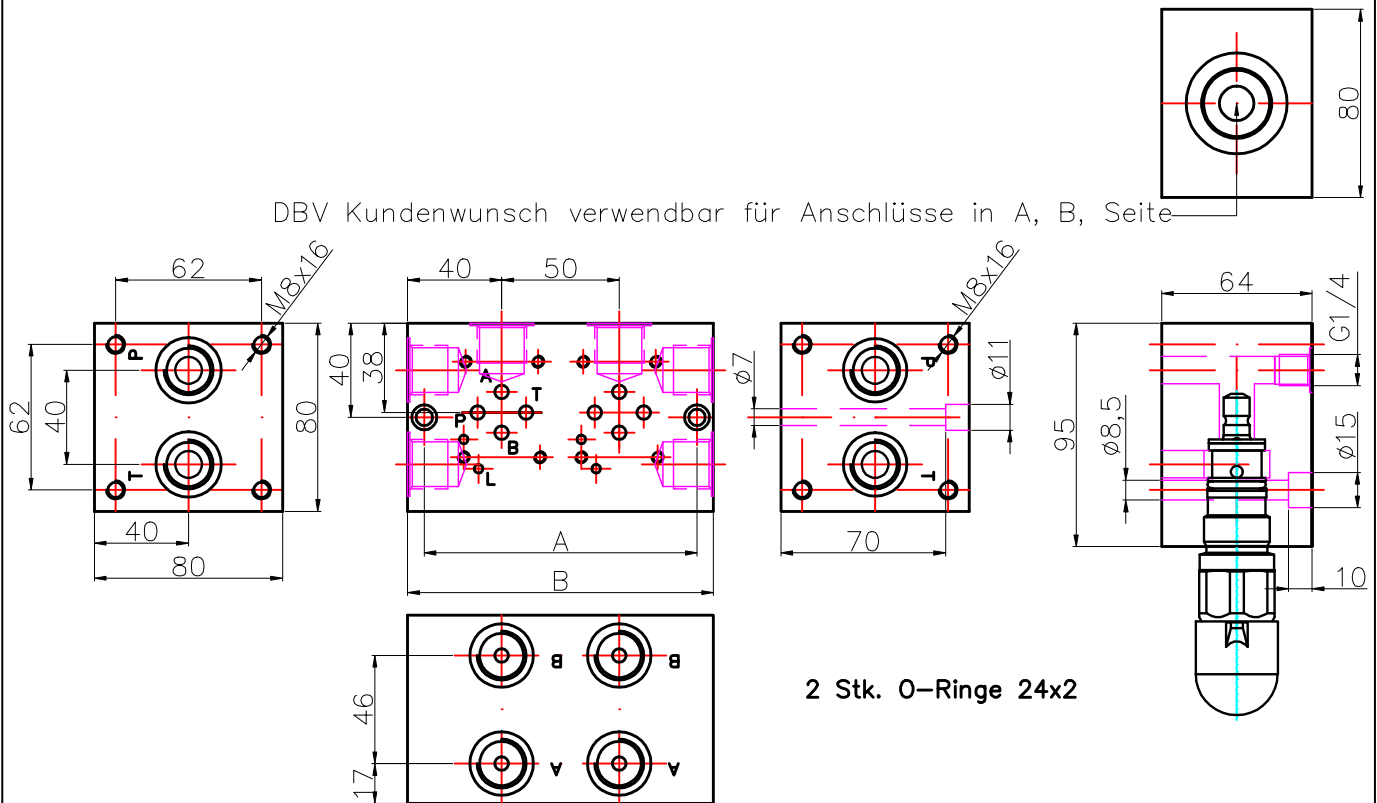 80
DBV Kundenwunsch verwendbar für Anschlüsse in A, B, Seite
62
M8x16
40
50
M8x16
64
P
62
40
T
80
40
80
40
38
A
T
P
B
L
A
B
ø7
P
T
ø11
70
G1/4
95
ø8,5
ø15
10
B
B
46
A
A
17
2 Stk. O-Ringe 24x2